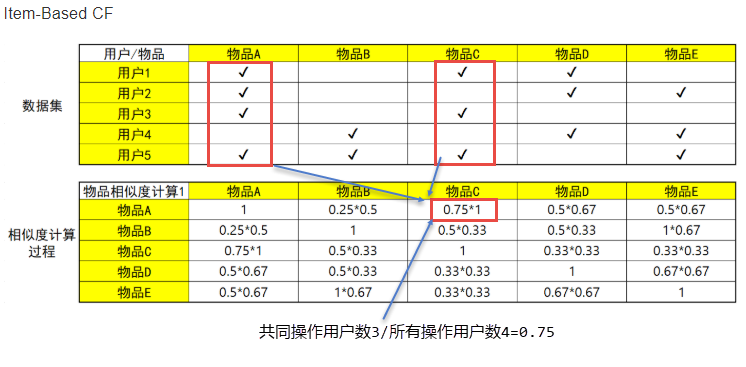 Item-Based CF
用户/物品 物品A 物品B 物品C 物品D 物品E
用户1 ✓ ✓ ✓
用户2 ✓ ✓ ✓
数据集 用户3 ✓ ✓
用户4 ✓ ✓ ✓
用户5 ✓ ✓ ✓ ✓
物品相似度计算1 物品A 物品B 物品C 物品D 物品E
物品A 1 0.25*0.5 0.75*1 0.5*0.67 0.5*0.67
物品B 0.25*0.5 1 0.5*0.33 0.5*0.33 1*0.67
相似度计算过程 物品C 0.75*1 0.5*0.33 1 0.33*0.33 0.33*0.33
物品D 0.5*0.67 0.5*0.33 0.33*0.33 1 0.67*0.67
物品E 0.5*0.67 1*0.67 0.33*0.33 0.67*0.67 1
共同操作用户数3/所有操作用户数4=0.75